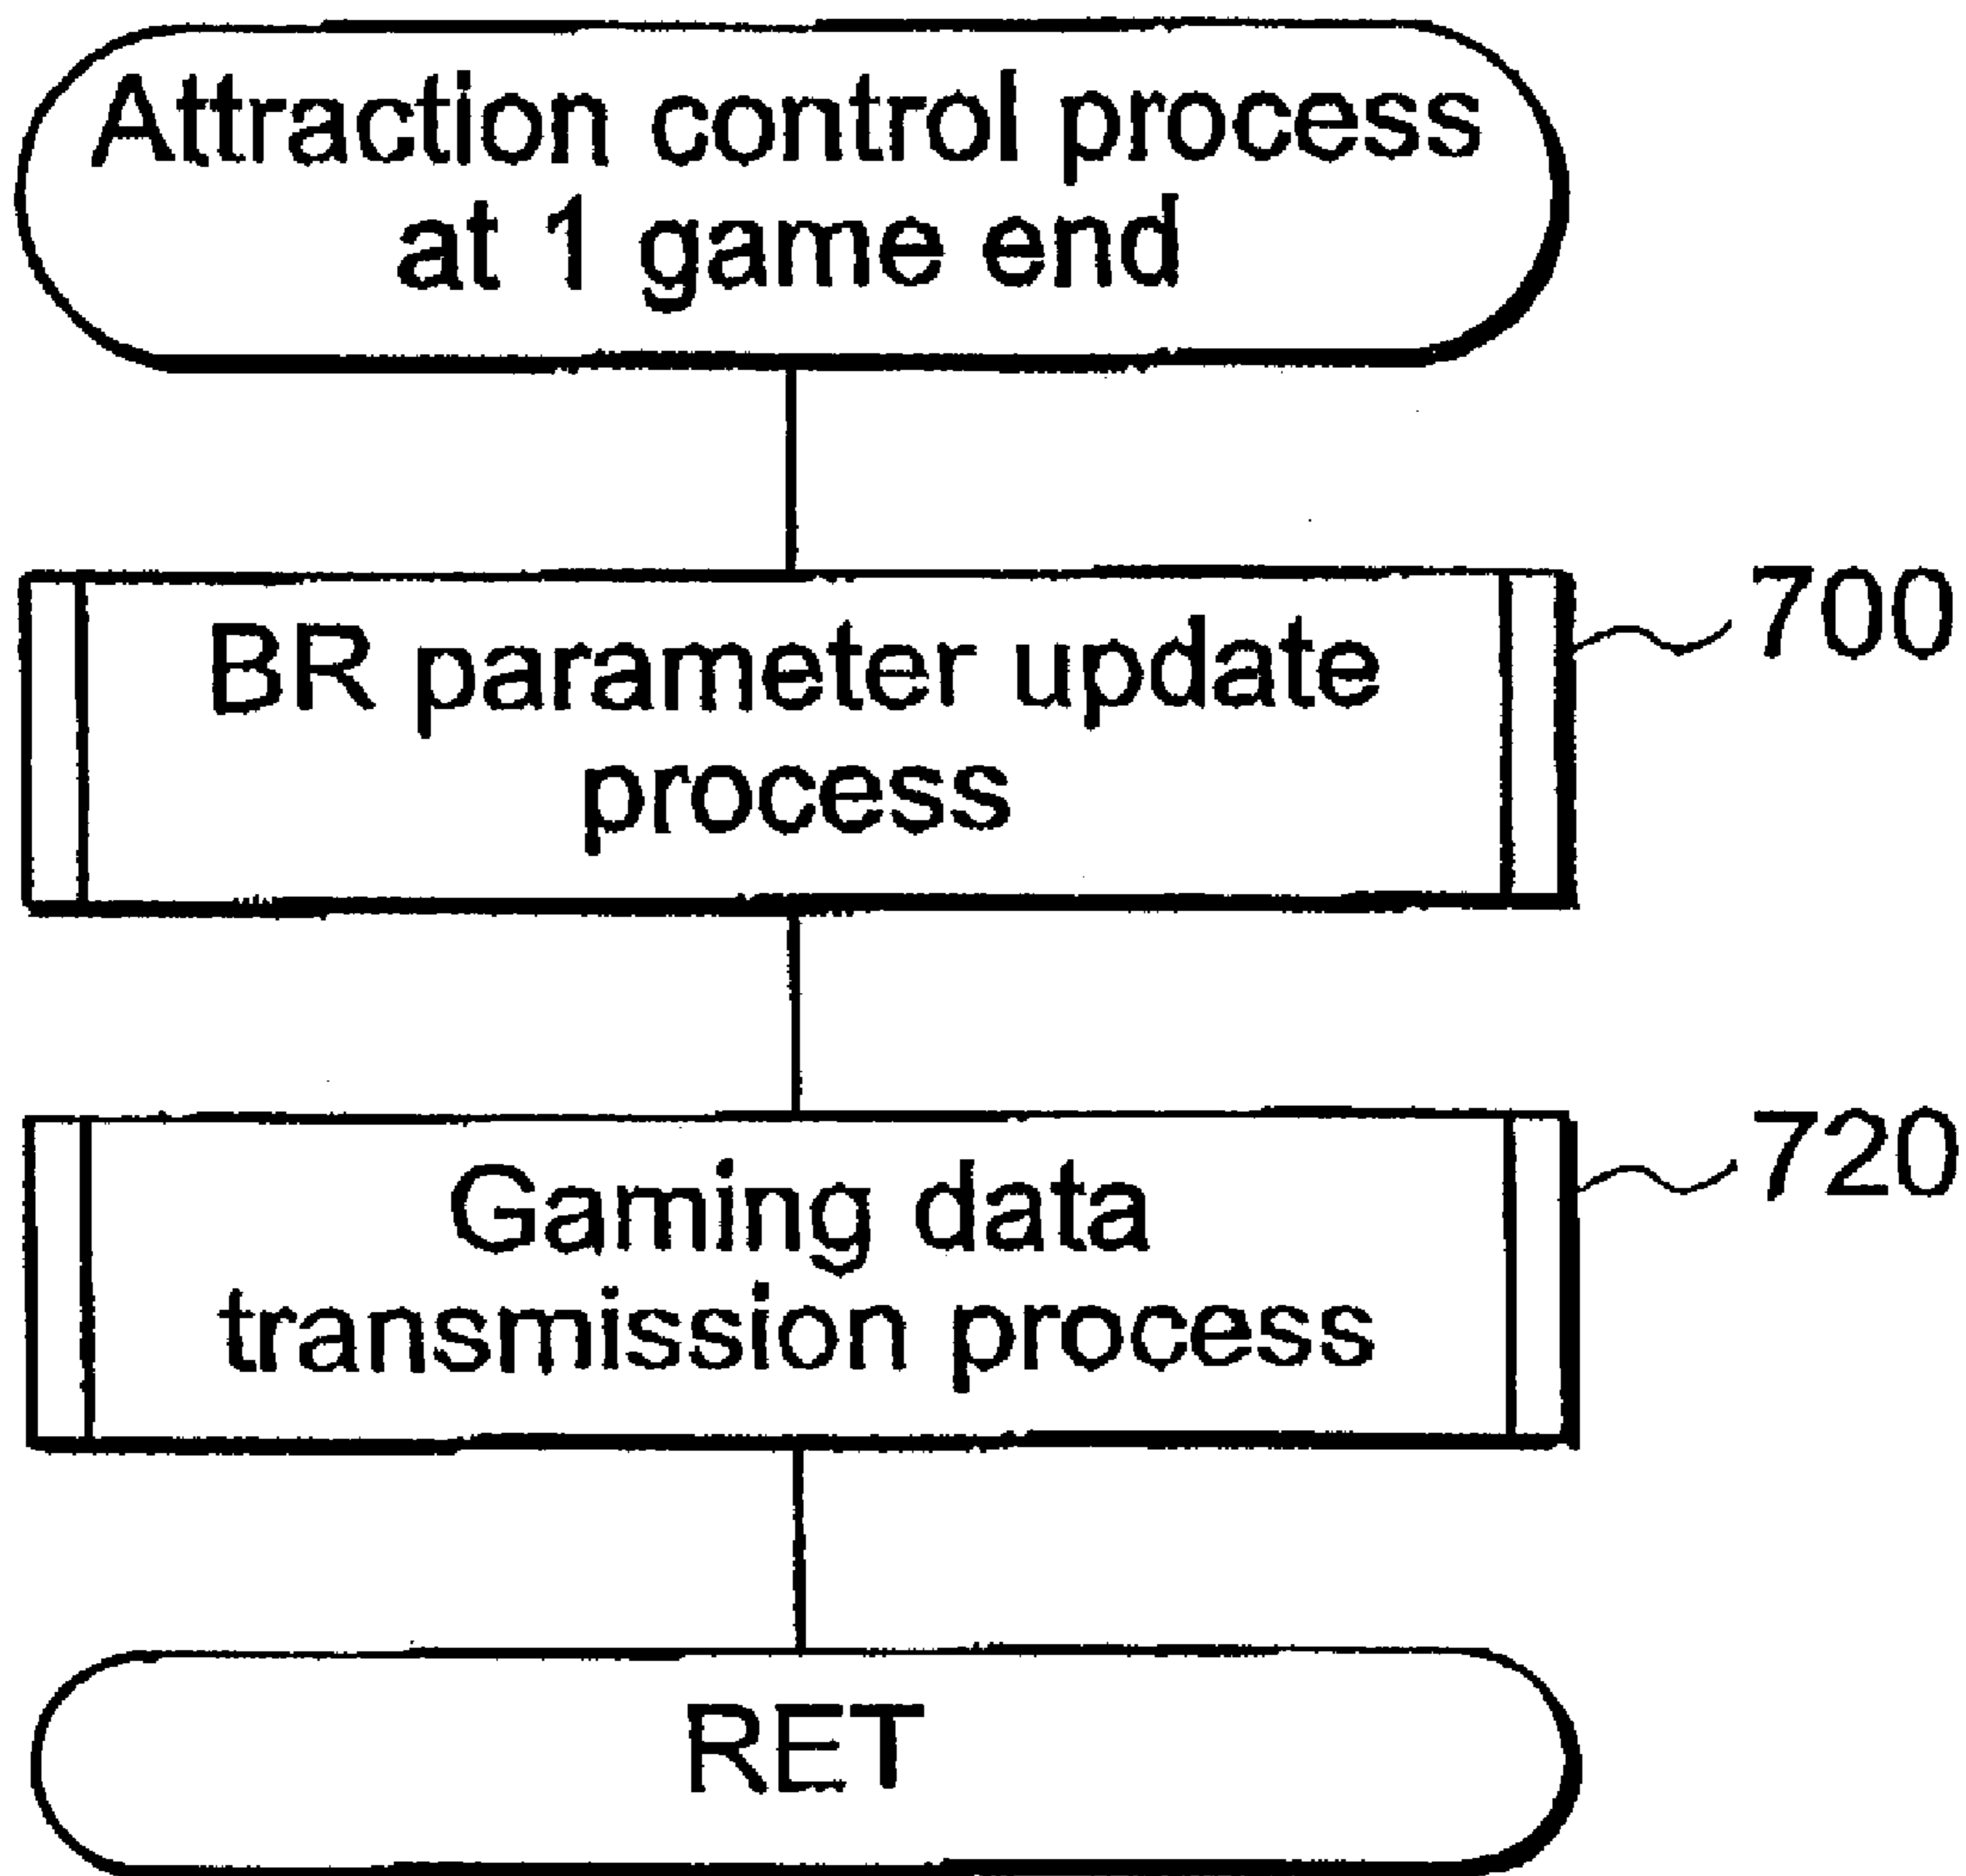 Attraction control process
at 1 game end
700
BR parameter update
process
720
Gaming data
transmission process
RET